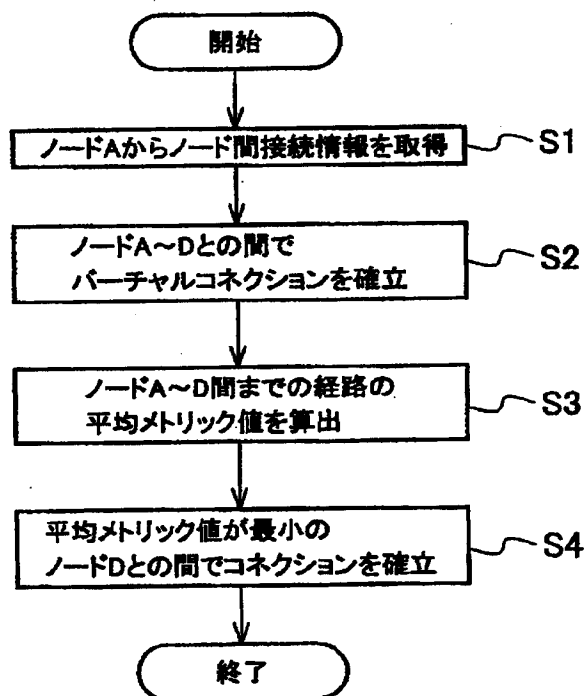 開始
ノードAからノード間接続情報を取得
S1
ノードA～Dとの間で
バーチャルコネクションを確立
S2
ノードA～D間までの経路の
平均メトリック値を算出
S3
平均メトリック値が最小の
ノードDとの間でコネクションを確立
S4
終了